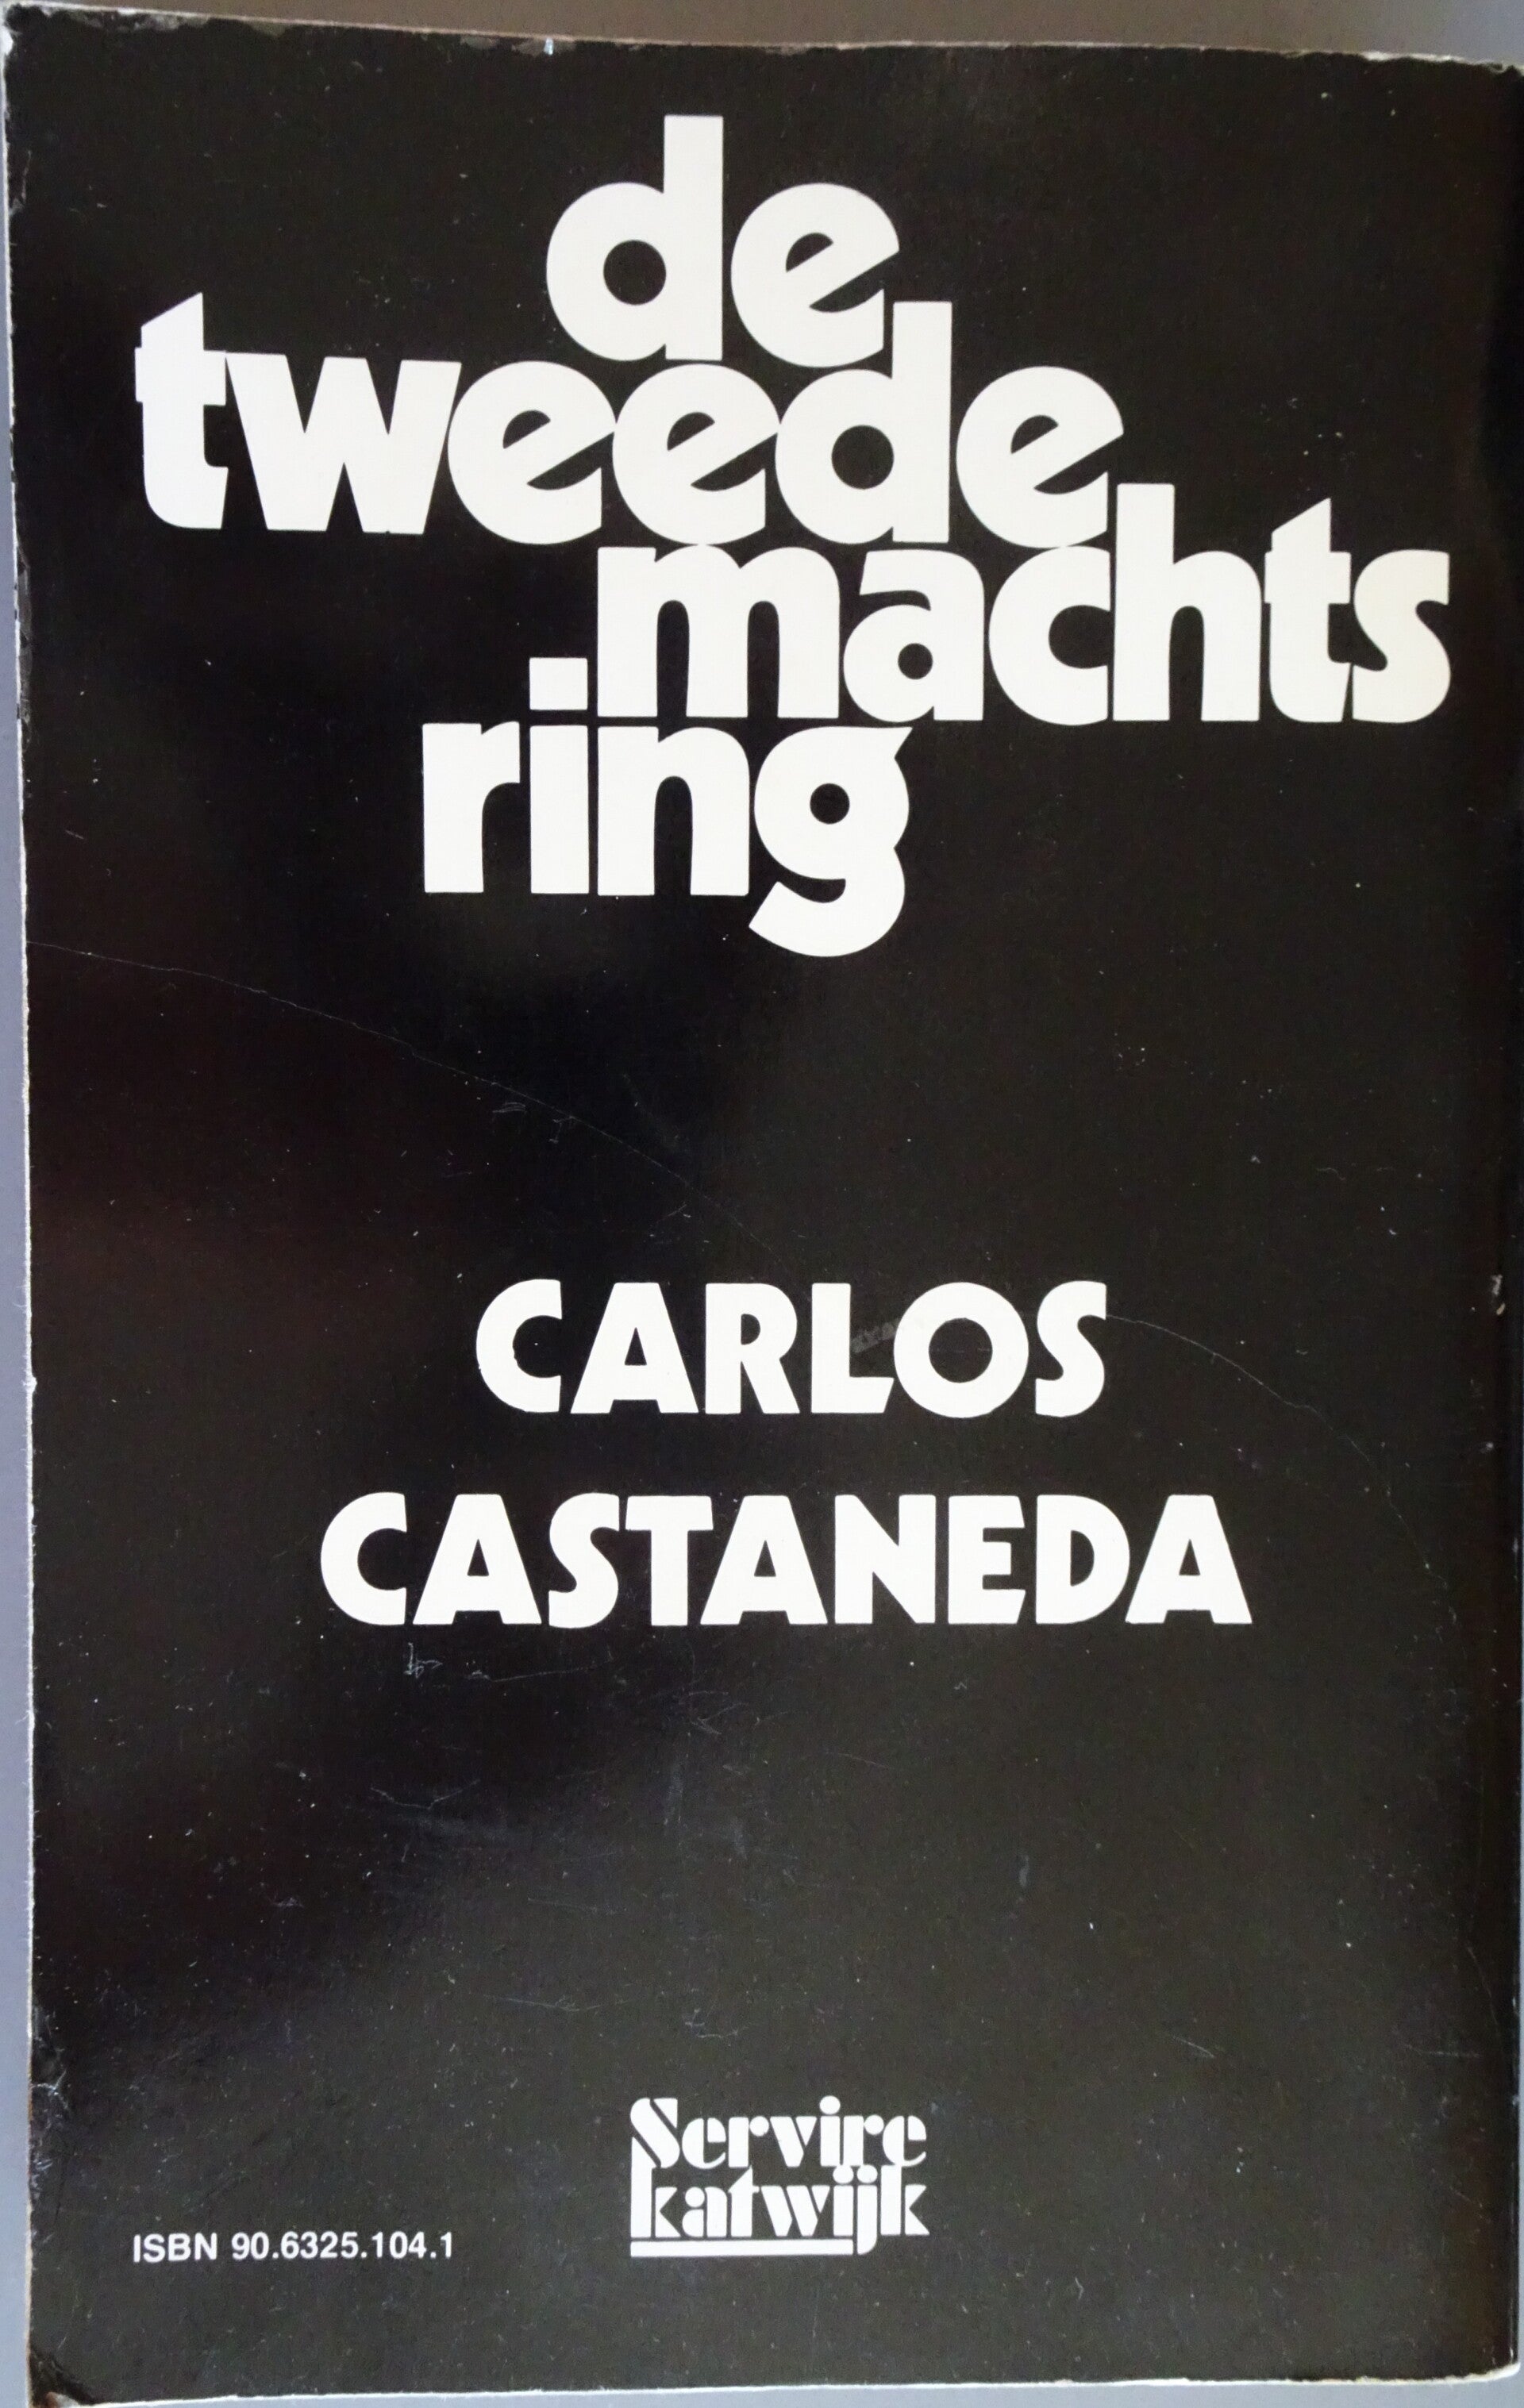 de
tweede
machts
ring
CARLOS
CASTANEDA
Servire
katwijk
ISBN 90.6325.104.1